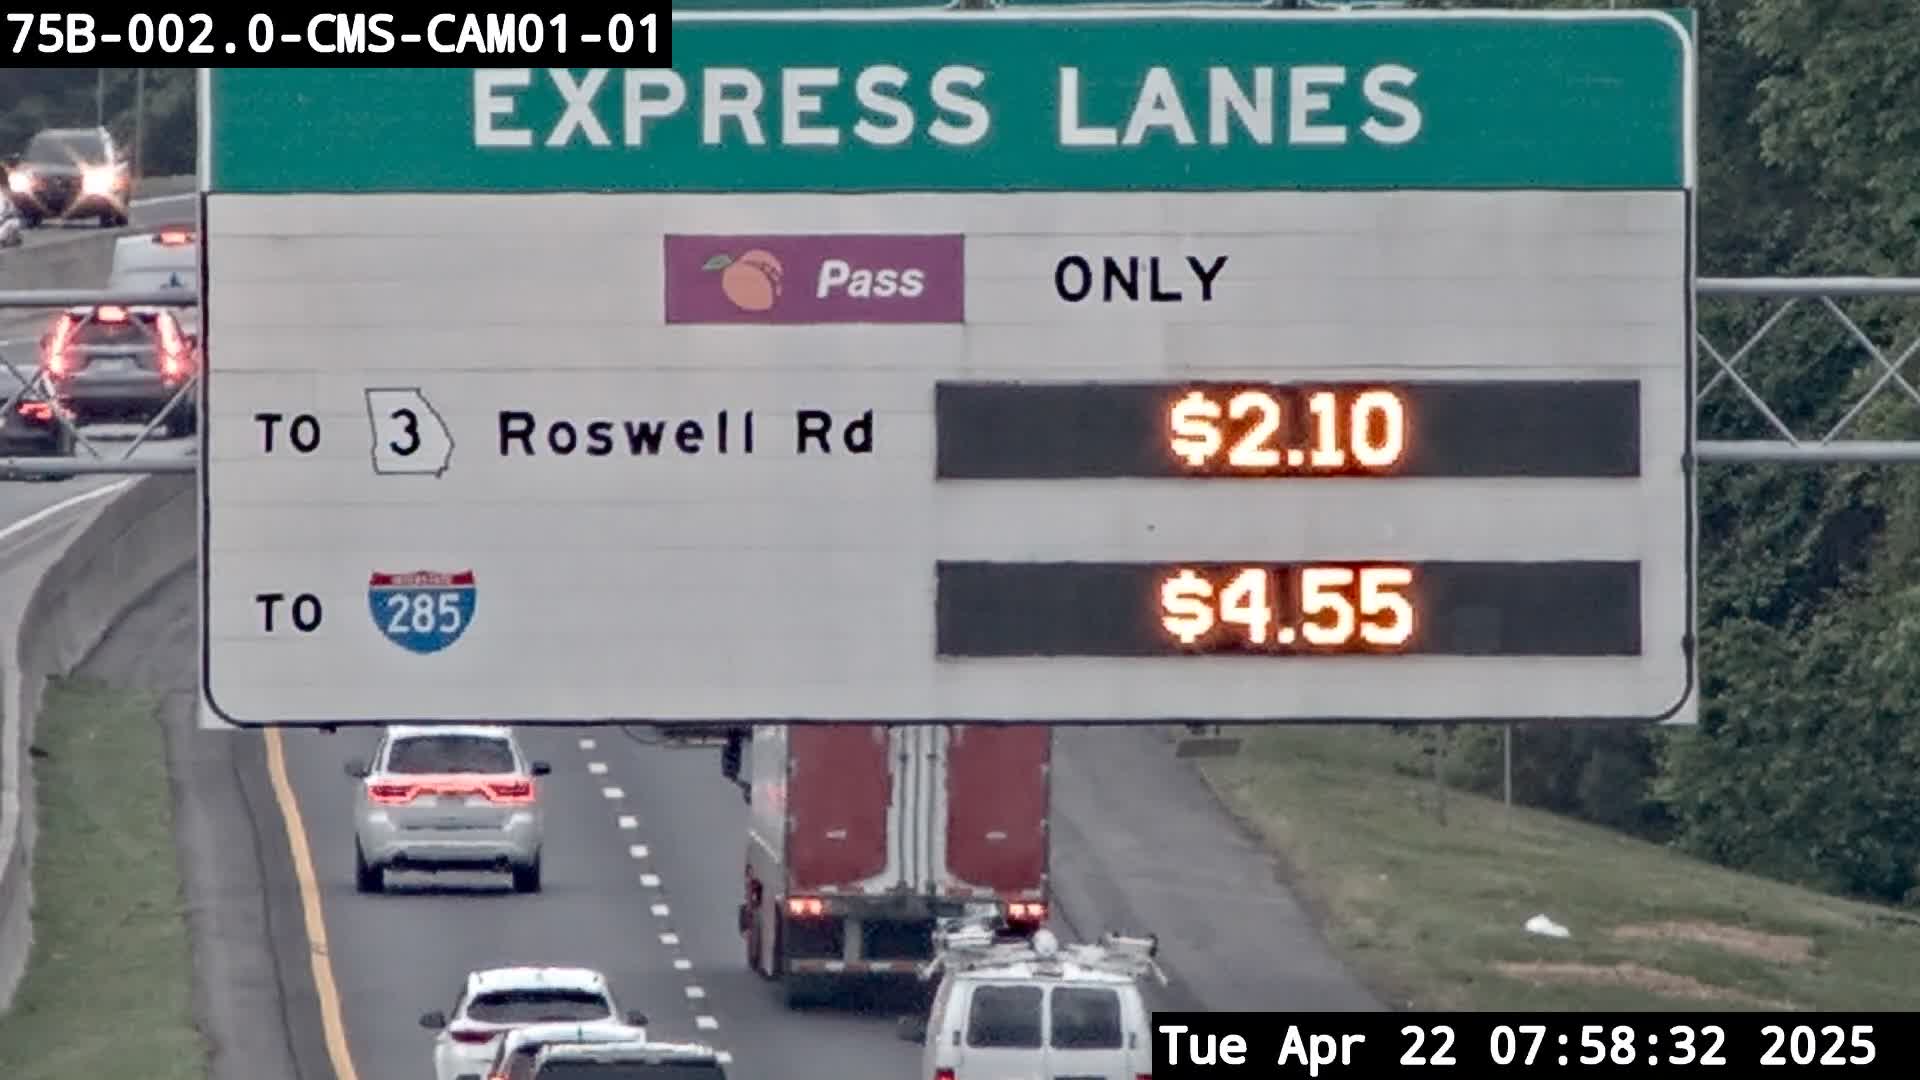 75B-002.0-CMS-CAM01-01
EXPRESS LANES
Pass ONLY
TO 3 Roswell Rd $2.10
TO INTERSTATE 285 $4.55
Tue Apr 22 07:58:32 2025